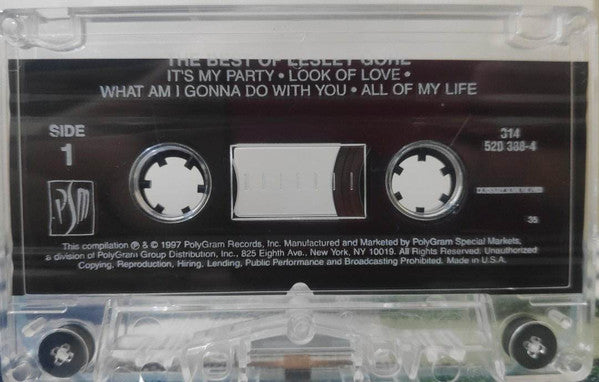 THE BEST OF LESLEY GORE
IT'S MY PARTY • LOOK OF LOVE •
WHAT AM I GONNA DO WITH YOU • ALL OF MY LIFE
SIDE
1
314
520 388-4
PSM
35
This compilation ℗ & © 1997 PolyGram Records, Inc. Manufactured and Marketed by PolyGram Special Markets,
a division of PolyGram Group Distribution, Inc., 825 Eighth Ave., New York, NY 10019. All Rights Reserved. Unauthorized
Copying, Reproduction, Hiring, Lending, Public Performance and Broadcasting Prohibited. Made in U.S.A.